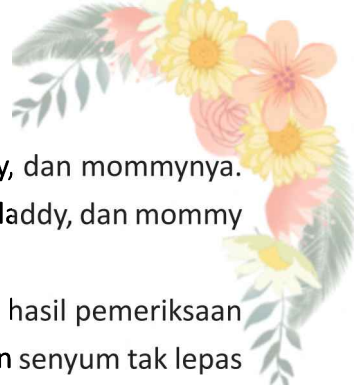 dan mommynya.
daddy, dan mommy
hasil pemeriksaan
senyum tak lepas